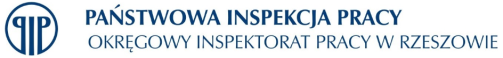 PAŃSTWOWA INSPEKCJA PRACY
OKRĘGOWY INSPEKTORAT PRACY W RZESZOWIE